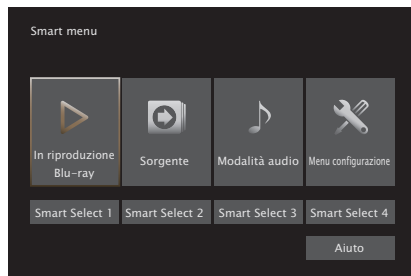 Smart menu
In riproduzione
Blu-ray
Sorgente
Modalità audio
Menu configurazione
Smart Select 1
Smart Select 2
Smart Select 3
Smart Select 4
Aiuto